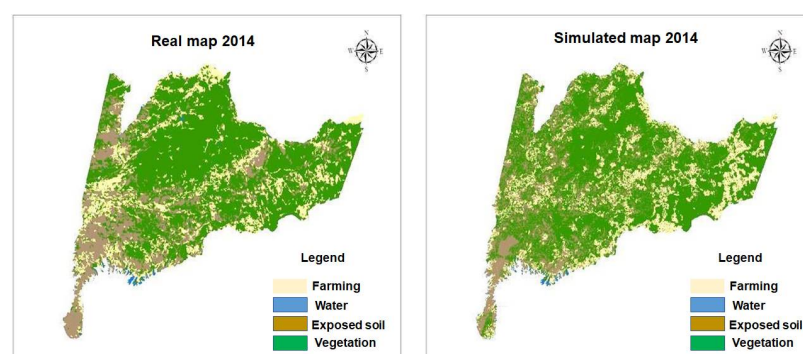 Real map 2014
N
W E
S
Legend
Farming
Water
Exposed soil
Vegetation
Simulated map 2014
N
W E
S
Legend
Farming
Water
Exposed soil
Vegetation